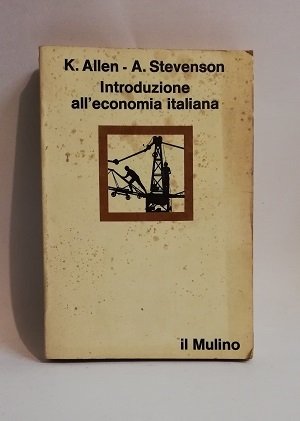 K. Allen - A. Stevenson
Introduzione
all'economia italiana
il Mulino